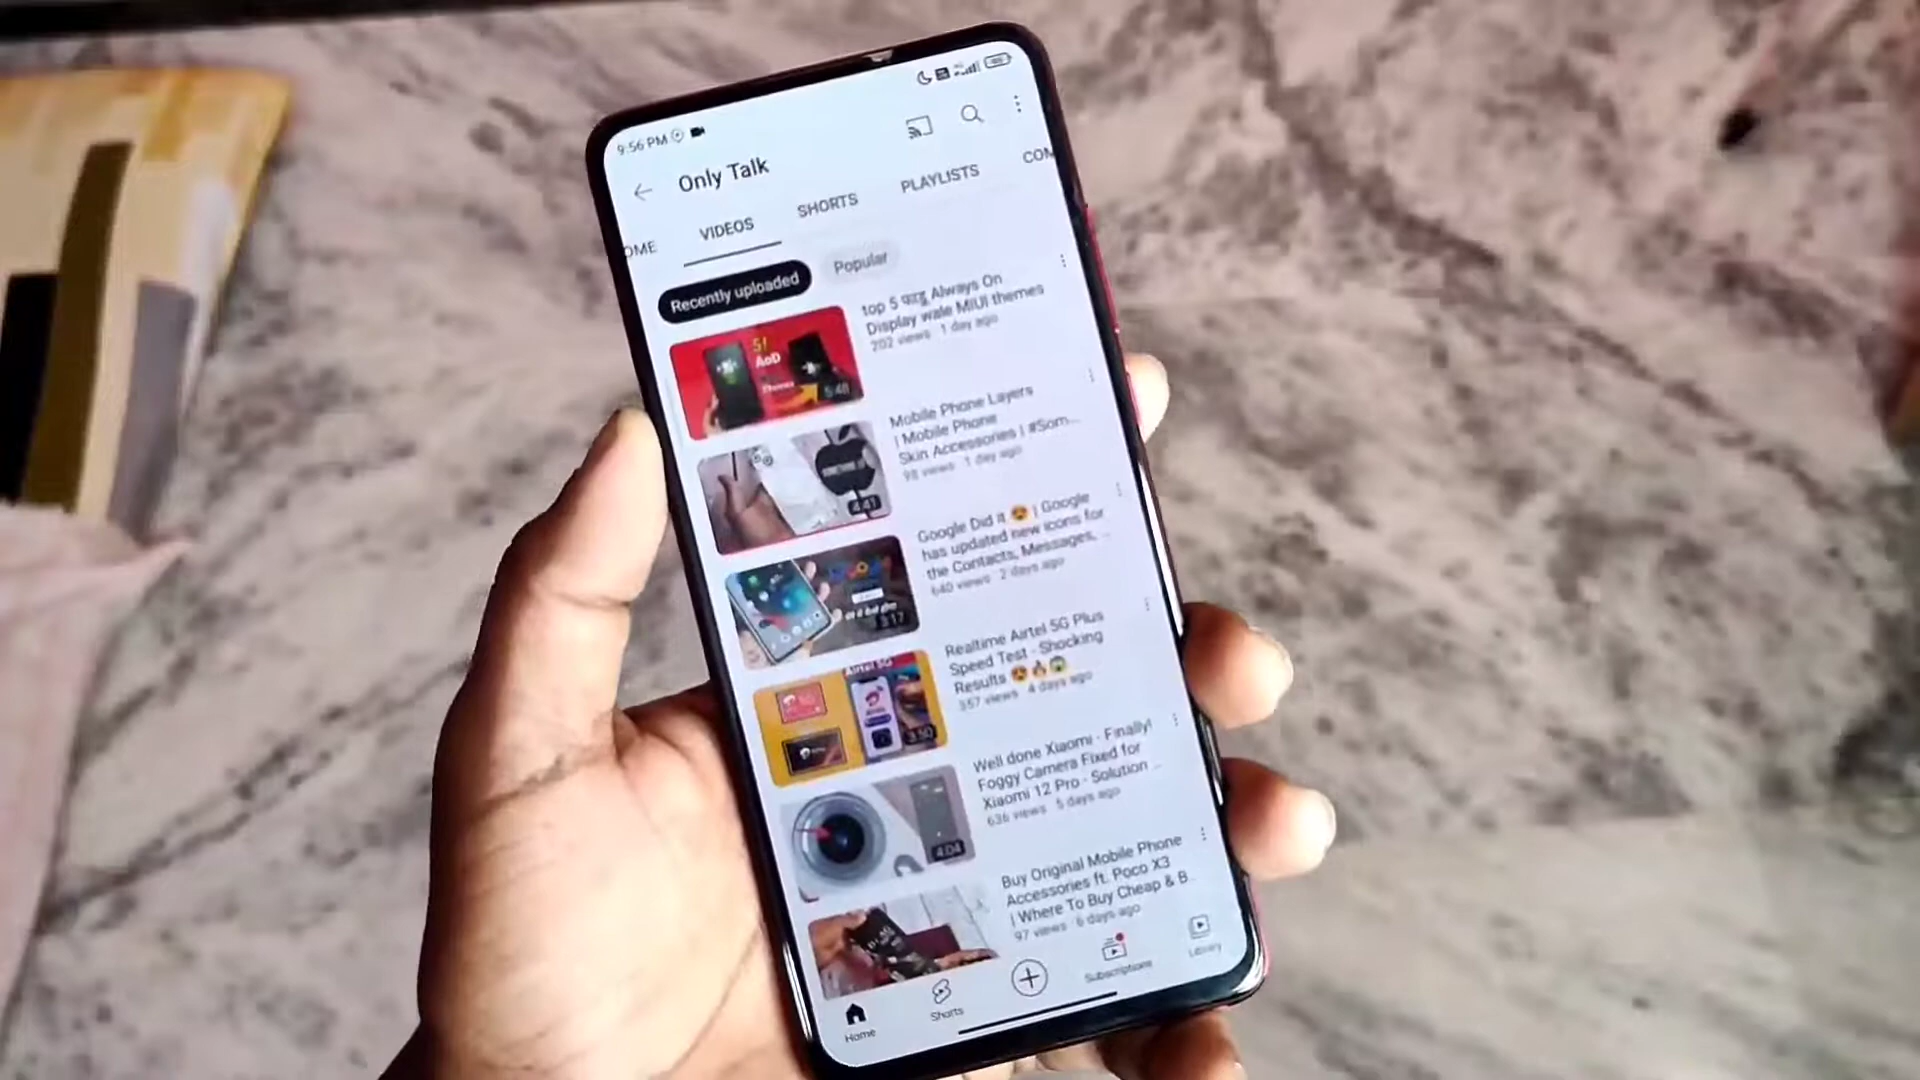 9:56 PM
Only Talk
OME
VIDEOS
SHORTS
PLAYLISTS
COM
Recently uploaded
Popular
5!
AoD
Themes
5:48
top 5 फाडू Always On
Display wale MIUI themes
202 views · 1 day ago
4:41
Mobile Phone Layers
| Mobile Phone
Skin Accessories | #Som...
98 views · 1 day ago
3:17
Google Did it 😍 | Google
has updated new icons for
the Contacts, Messages, ...
640 views · 2 days ago
Airtel 5G
3:50
Realtime Airtel 5G Plus
Speed Test - Shocking
Results 😍🔥😱
357 views · 4 days ago
4:04
Well done Xiaomi - Finally!
Foggy Camera Fixed for
Xiaomi 12 Pro - Solution ...
636 views · 5 days ago
Buy Original Mobile Phone
Accessories ft. Poco X3
| Where To Buy Cheap & B...
97 views · 6 days ago
Home
Shorts
Subscriptions
Library